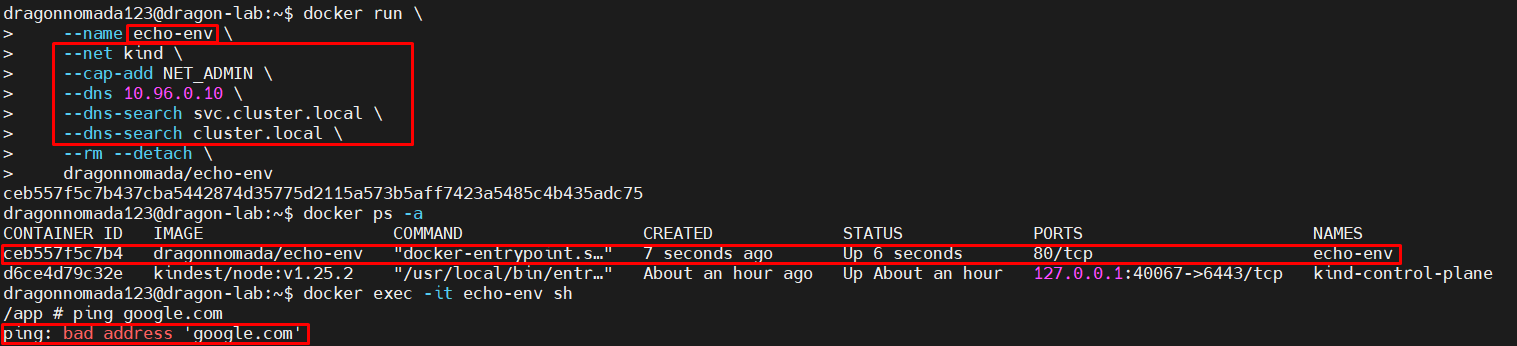 dragonnomada123@dragon-lab:~$ docker run \
>     --name echo-env \
>     --net kind \
>     --cap-add NET_ADMIN \
>     --dns 10.96.0.10 \
>     --dns-search svc.cluster.local \
>     --dns-search cluster.local \
>     --rm --detach \
>     dragonnomada/echo-env
ceb557f5c7b437cba5442874d35775d2115a573b5aff7423a5485c4b435adc75
dragonnomada123@dragon-lab:~$ docker ps -a
CONTAINER ID   IMAGE                  COMMAND                  CREATED             STATUS             PORTS                       NAMES
ceb557f5c7b4   dragonnomada/echo-env   "docker-entrypoint.s…"   7 seconds ago       Up 6 seconds       80/tcp                      echo-env
d6ce4d79c32e   kindest/node:v1.25.2   "/usr/local/bin/entr…"   About an hour ago   Up About an hour   127.0.0.1:40067->6443/tcp   kind-control-plane
dragonnomada123@dragon-lab:~$ docker exec -it echo-env sh
/app # ping google.com
ping: bad address 'google.com'